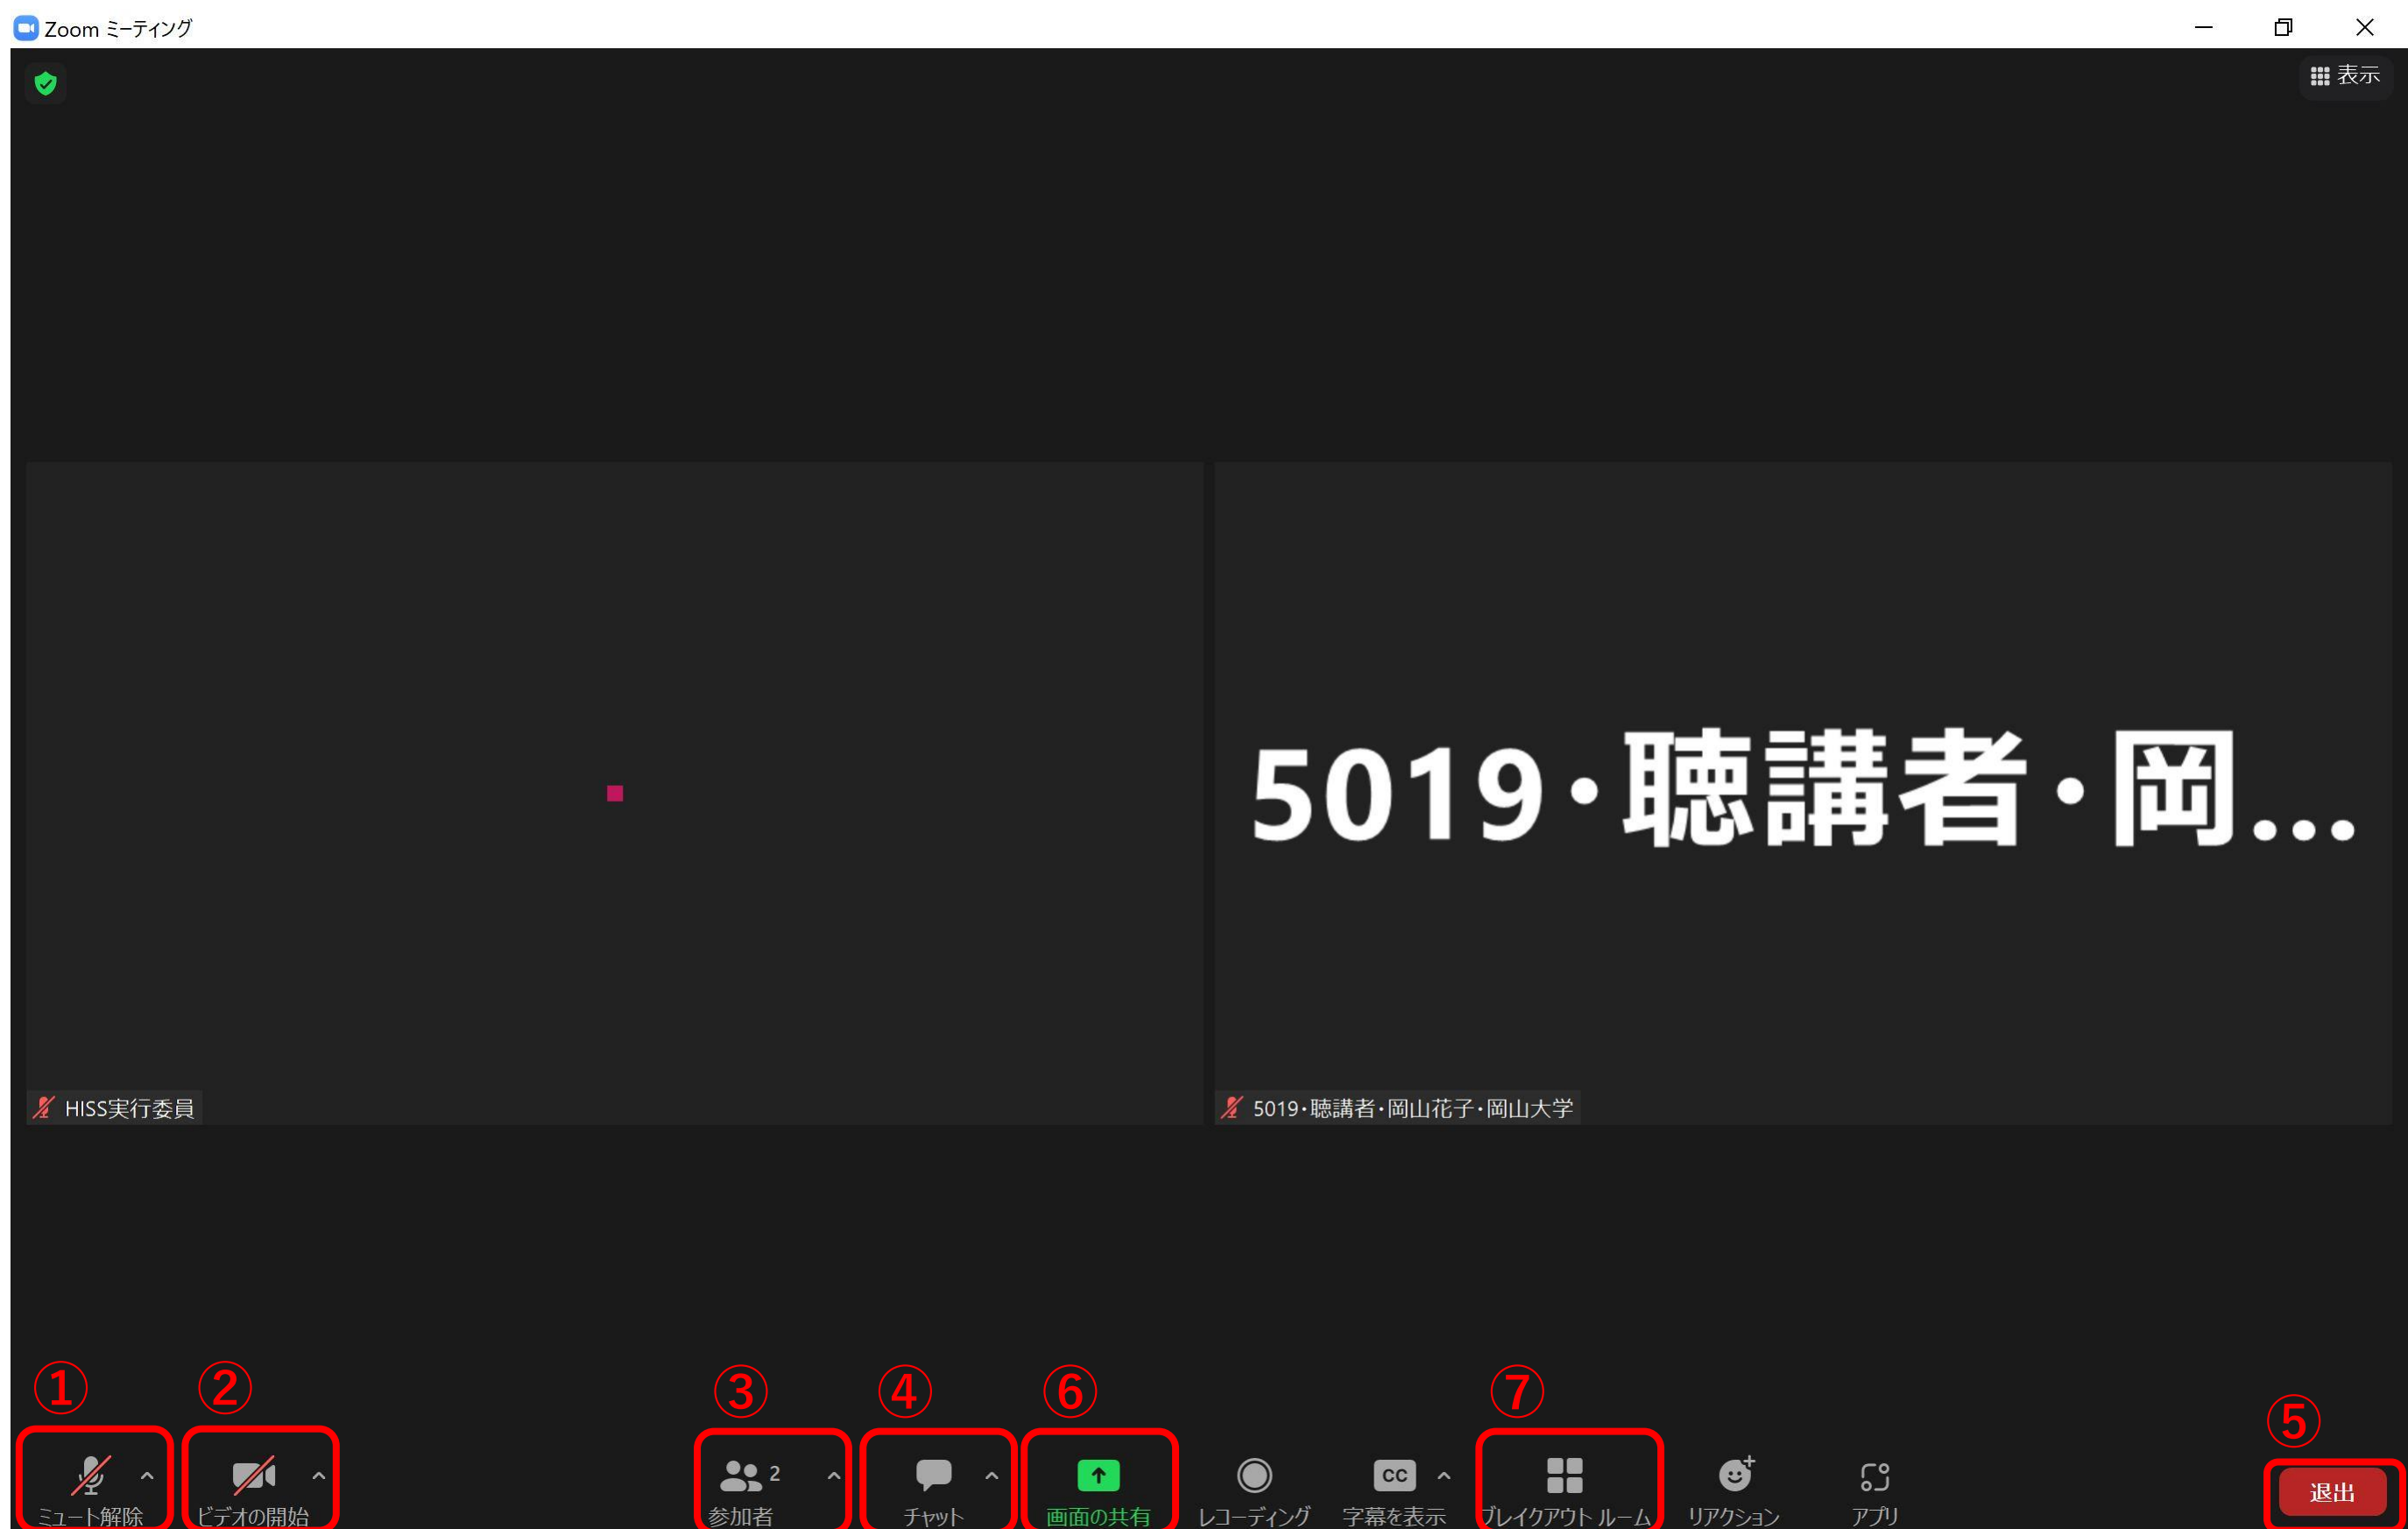 Zoom ミーティング
表示
5019・聴講者・岡...
HISS実行委員
5019・聴講者・岡山花子・岡山大学
① ② ③ ④ ⑥ ⑦ ⑤
2
CC
ミュート解除 ビデオの開始 参加者 チャット 画面の共有 レコーディング 字幕を表示 ブレイクアウト ルーム リアクション アプリ 退出